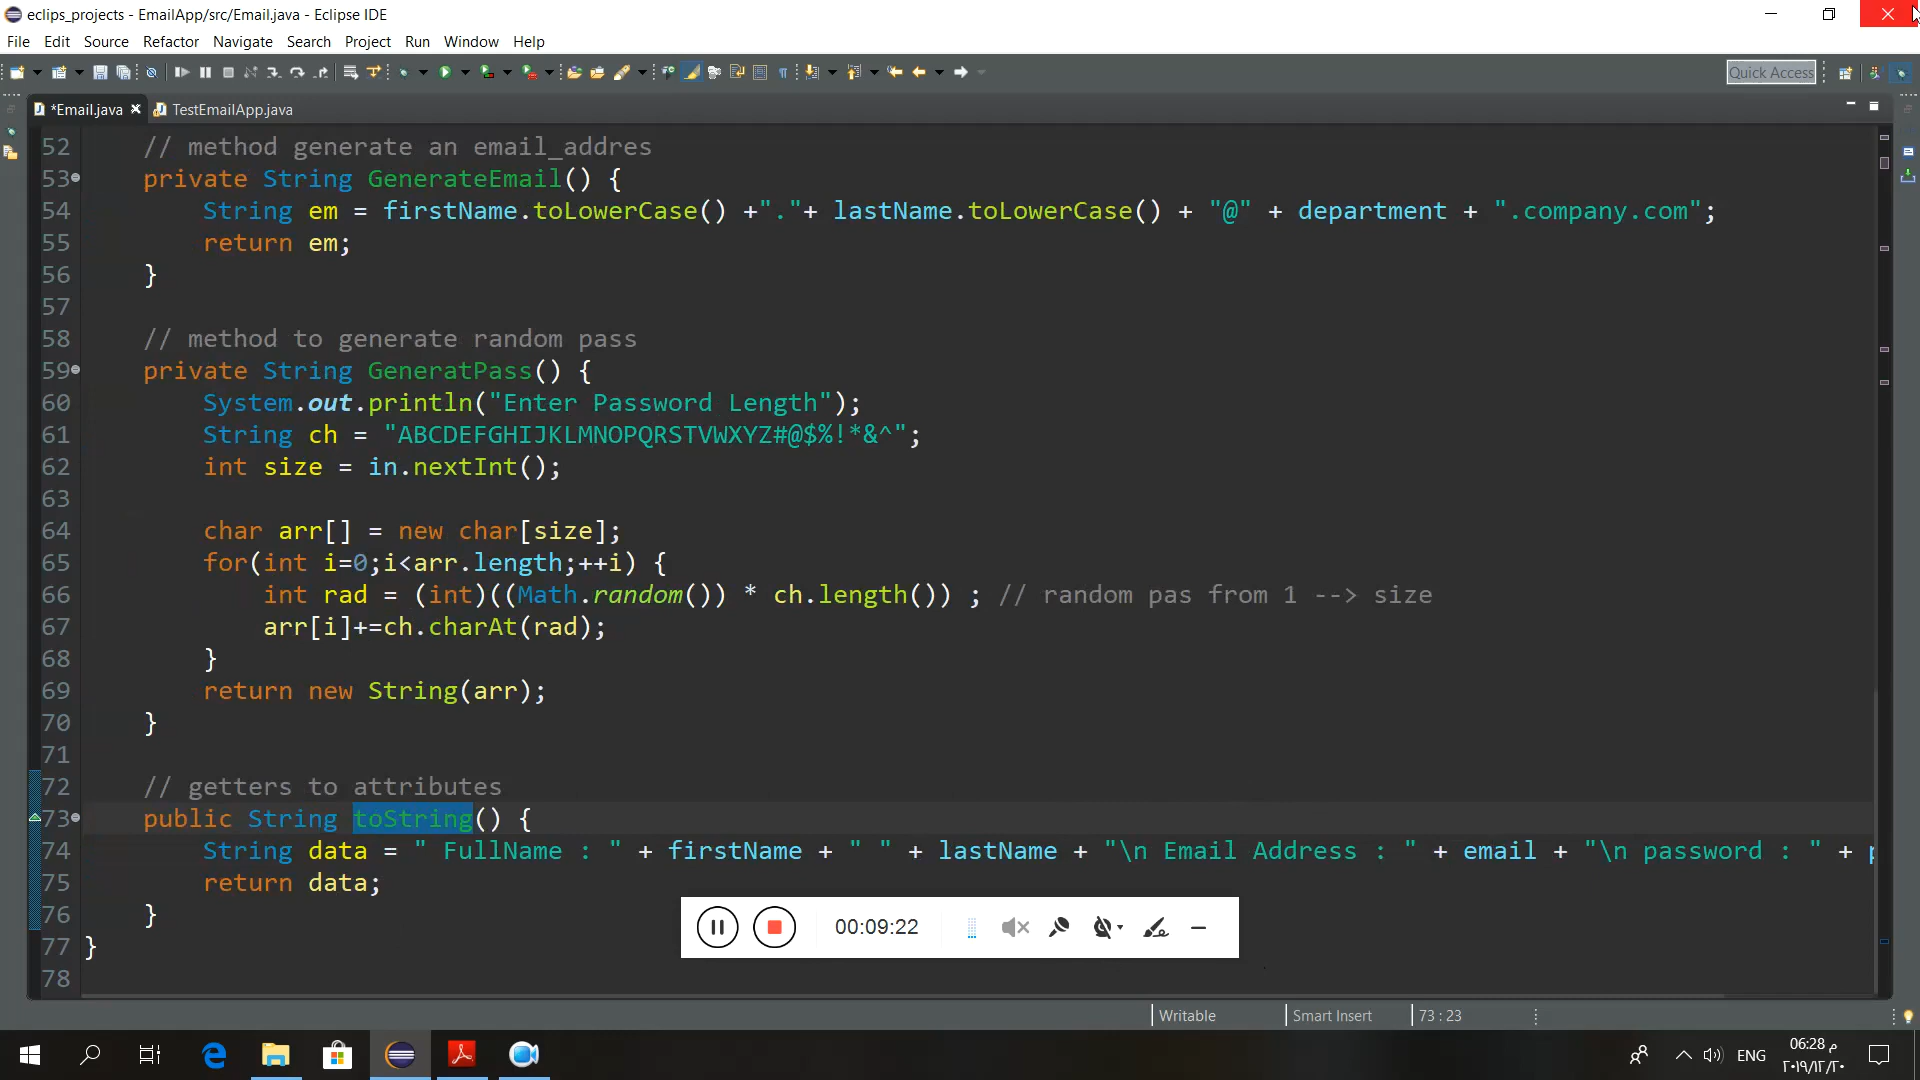 eclips_projects - EmailApp/src/Email.java - Eclipse IDE
File Edit Source Refactor Navigate Search Project Run Window Help
Quick Access
*Email.java TestEmailApp.java
52 // method generate an email_addres
53 private String GenerateEmail() {
54 String em = firstName.toLowerCase() +"."+ lastName.toLowerCase() + "@" + department + ".company.com";
55 return em;
56 }
57
58 // method to generate random pass
59 private String GeneratPass() {
60 System.out.println("Enter Password Length");
61 String ch = "ABCDEFGHIJKLMNOPQRSTVWXYZ#@$%!*&^";
62 int size = in.nextInt();
63
64 char arr[] = new char[size];
65 for(int i=0;i<arr.length;++i) {
66 int rad = (int)((Math.random()) * ch.length()) ; // random pas from 1 --> size
67 arr[i]+=ch.charAt(rad);
68 }
69 return new String(arr);
70 }
71
72 // getters to attributes
73 public String toString() {
74 String data = " FullName : " + firstName + " " + lastName + "\n Email Address : " + email + "\n password : " + p
75 return data;
76 }
77 }
78
00:09:22
Writable Smart Insert 73 : 23
ENG
06:28 م
٢٠١٩/١٢/٢٠